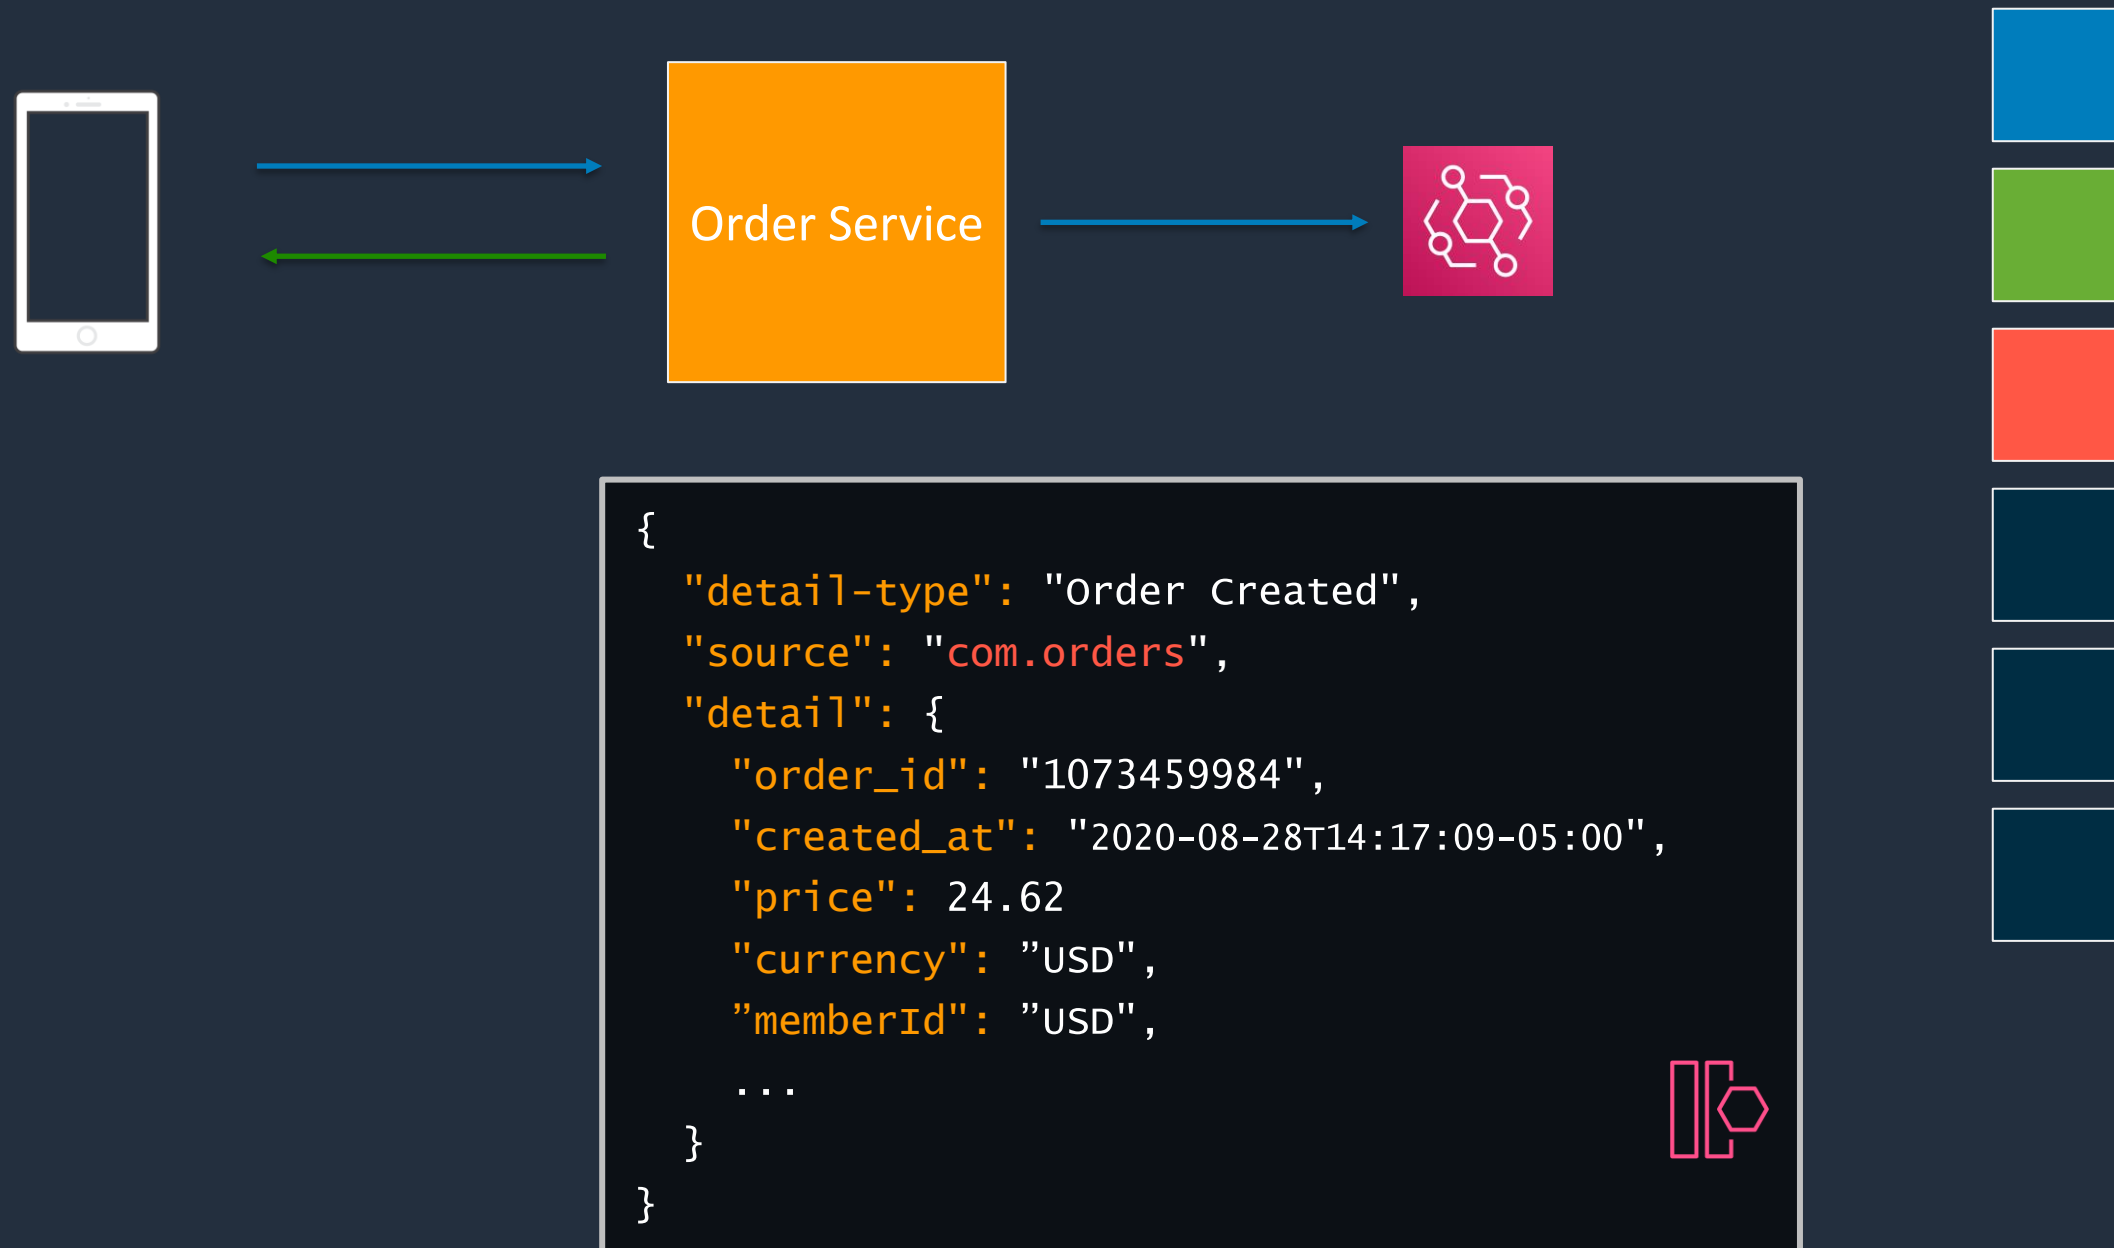 Order Service
{
"detail-type": "Order Created",
"source": "com.orders",
"detail": {
"order_id": "1073459984",
"created_at": "2020-08-28T14:17:09-05:00",
"price": 24.62
"currency": ”USD",
”memberId": ”USD",
...
}
}